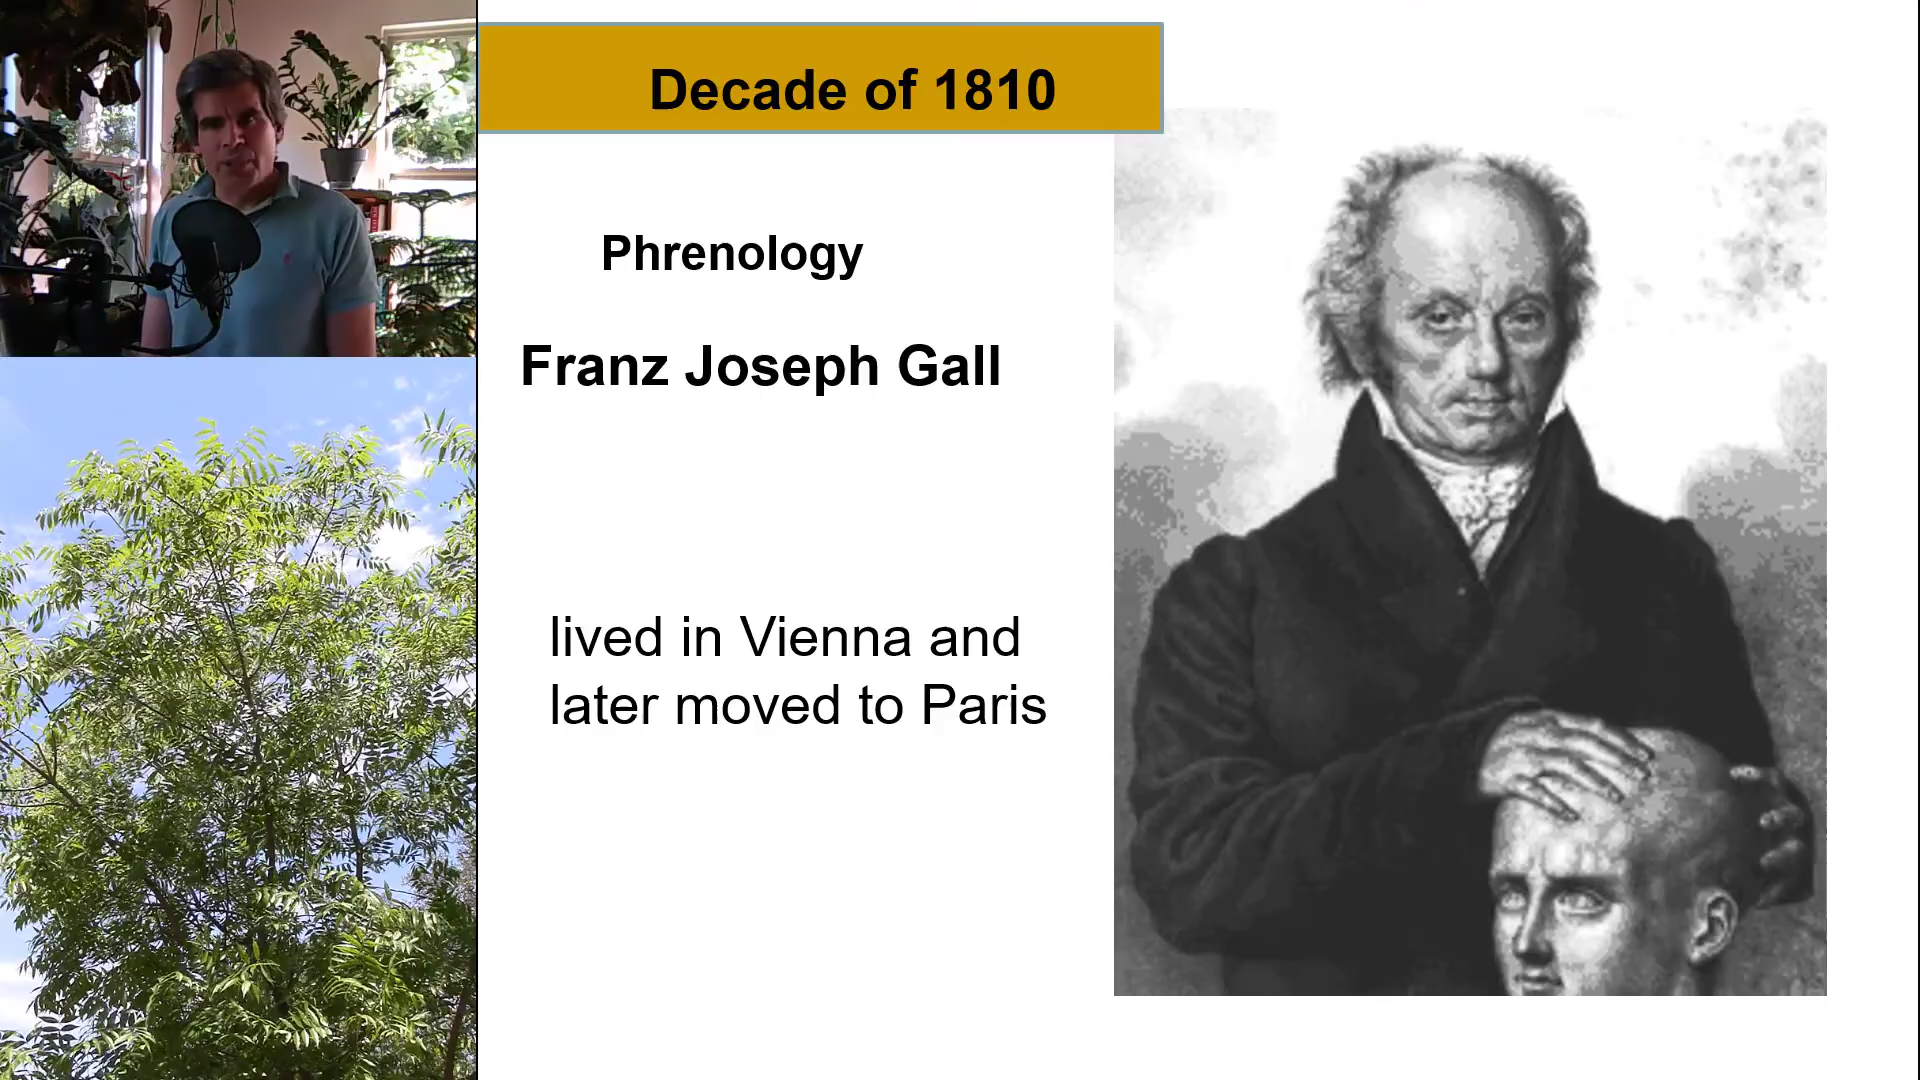 Decade of 1810
Phrenology
Franz Joseph Gall
lived in Vienna and
later moved to Paris